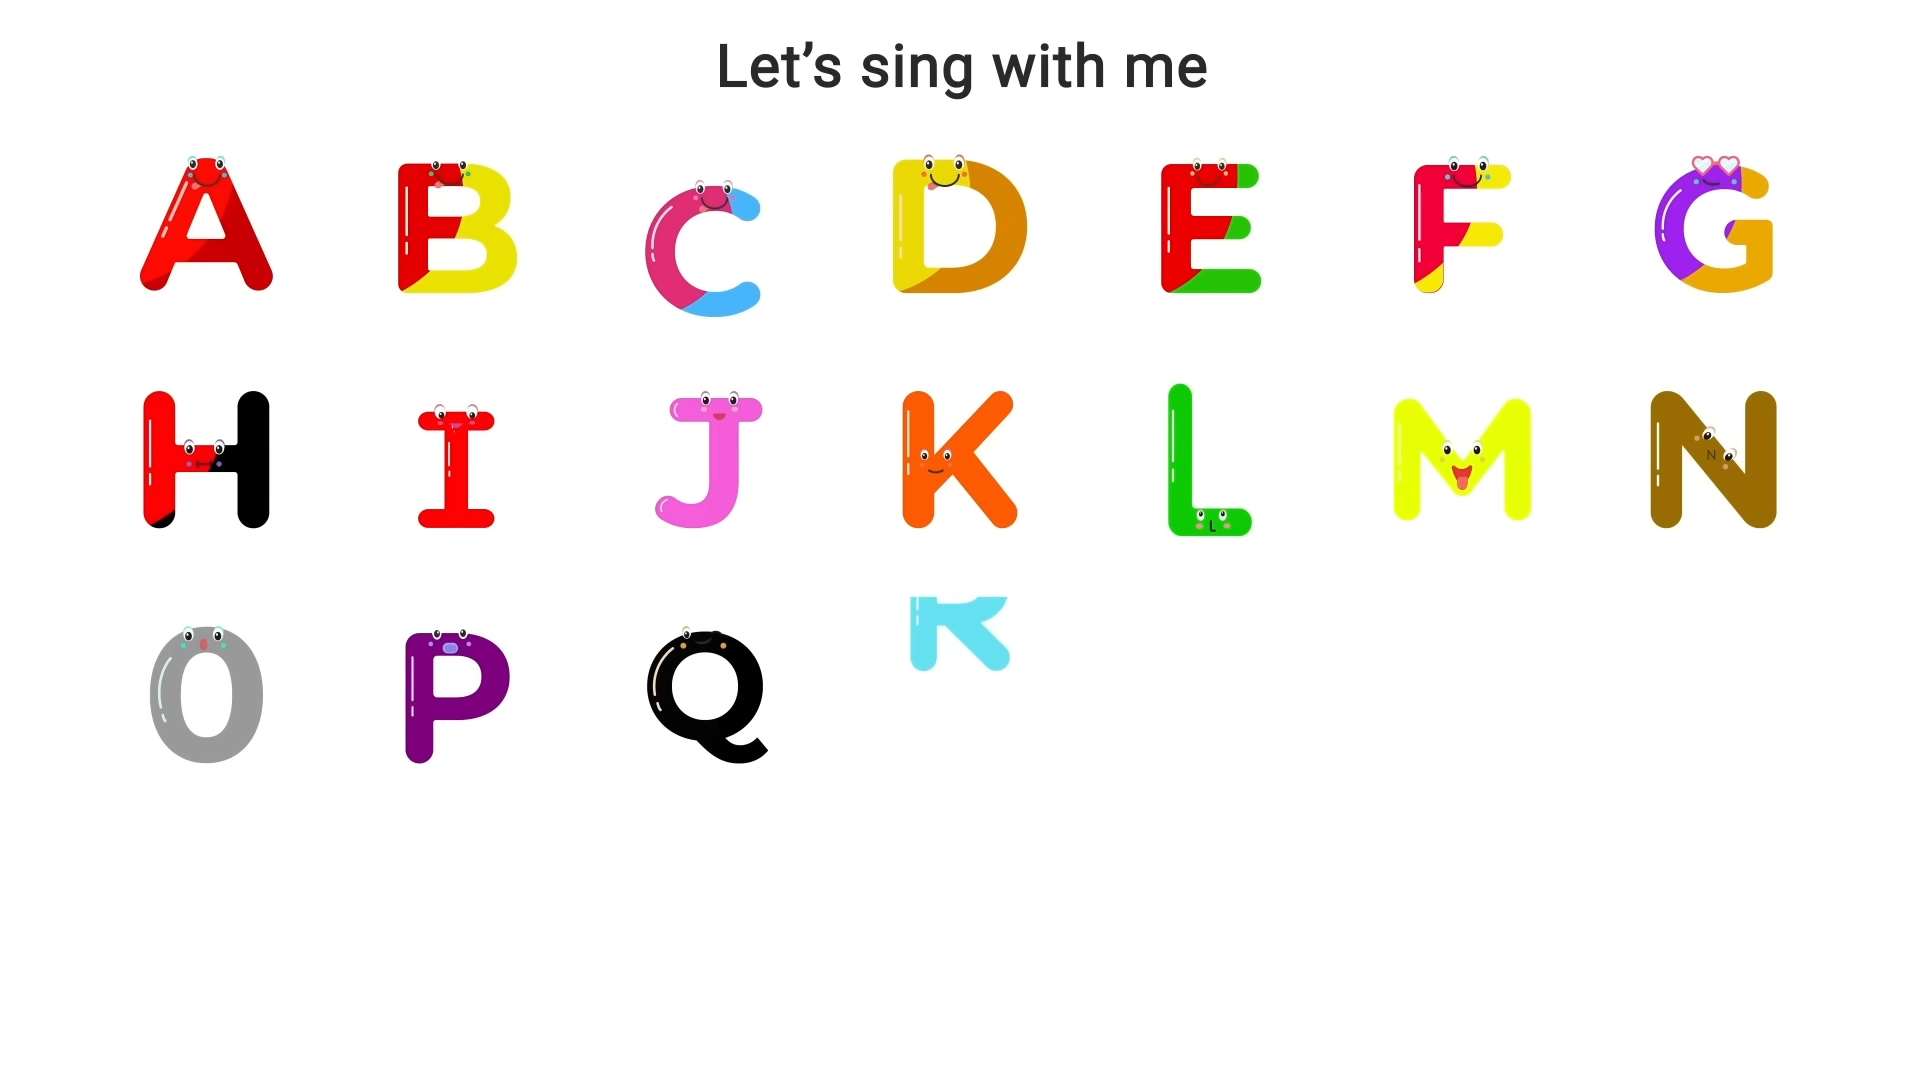 Let’s sing with me
A B C D E F G
H I J K L M N
O P Q R